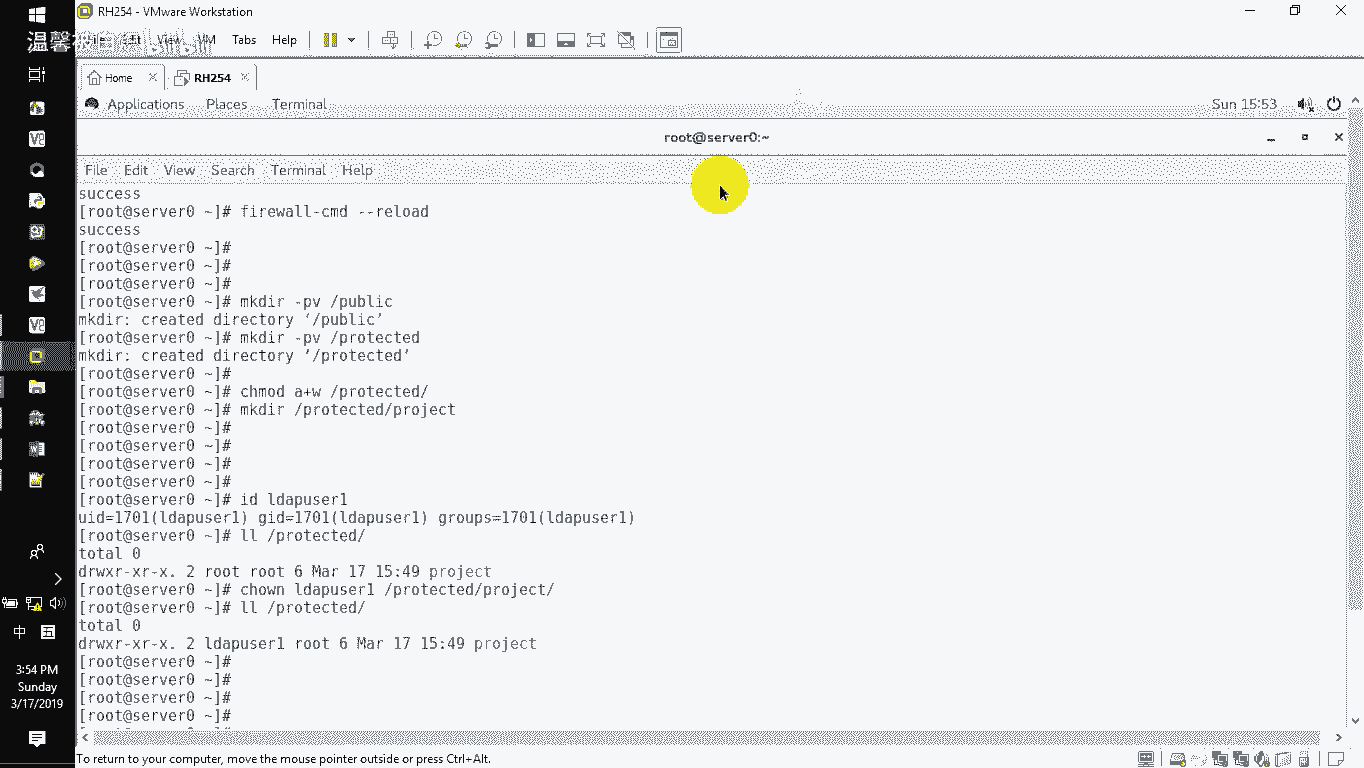 RH254 - VMware Workstation
Edit View VM Tabs Help
Home
RH254
Applications Places Terminal
Sun 15:53
root@server0:~
File Edit View Search Terminal Help
success
[root@server0 ~]# firewall-cmd --reload
success
[root@server0 ~]#
[root@server0 ~]#
[root@server0 ~]#
[root@server0 ~]# mkdir -pv /public
mkdir: created directory ‘/public’
[root@server0 ~]# mkdir -pv /protected
mkdir: created directory ‘/protected’
[root@server0 ~]#
[root@server0 ~]# chmod a+w /protected/
[root@server0 ~]# mkdir /protected/project
[root@server0 ~]#
[root@server0 ~]#
[root@server0 ~]#
[root@server0 ~]#
[root@server0 ~]# id ldapuser1
uid=1701(ldapuser1) gid=1701(ldapuser1) groups=1701(ldapuser1)
[root@server0 ~]# ll /protected/
total 0
drwxr-xr-x. 2 root root 6 Mar 17 15:49 project
[root@server0 ~]# chown ldapuser1 /protected/project/
[root@server0 ~]# ll /protected/
total 0
drwxr-xr-x. 2 ldapuser1 root 6 Mar 17 15:49 project
[root@server0 ~]#
[root@server0 ~]#
[root@server0 ~]#
[root@server0 ~]#
中 五
3:54 PM
Sunday
3/17/2019
To return to your computer, move the mouse pointer outside or press Ctrl+Alt.